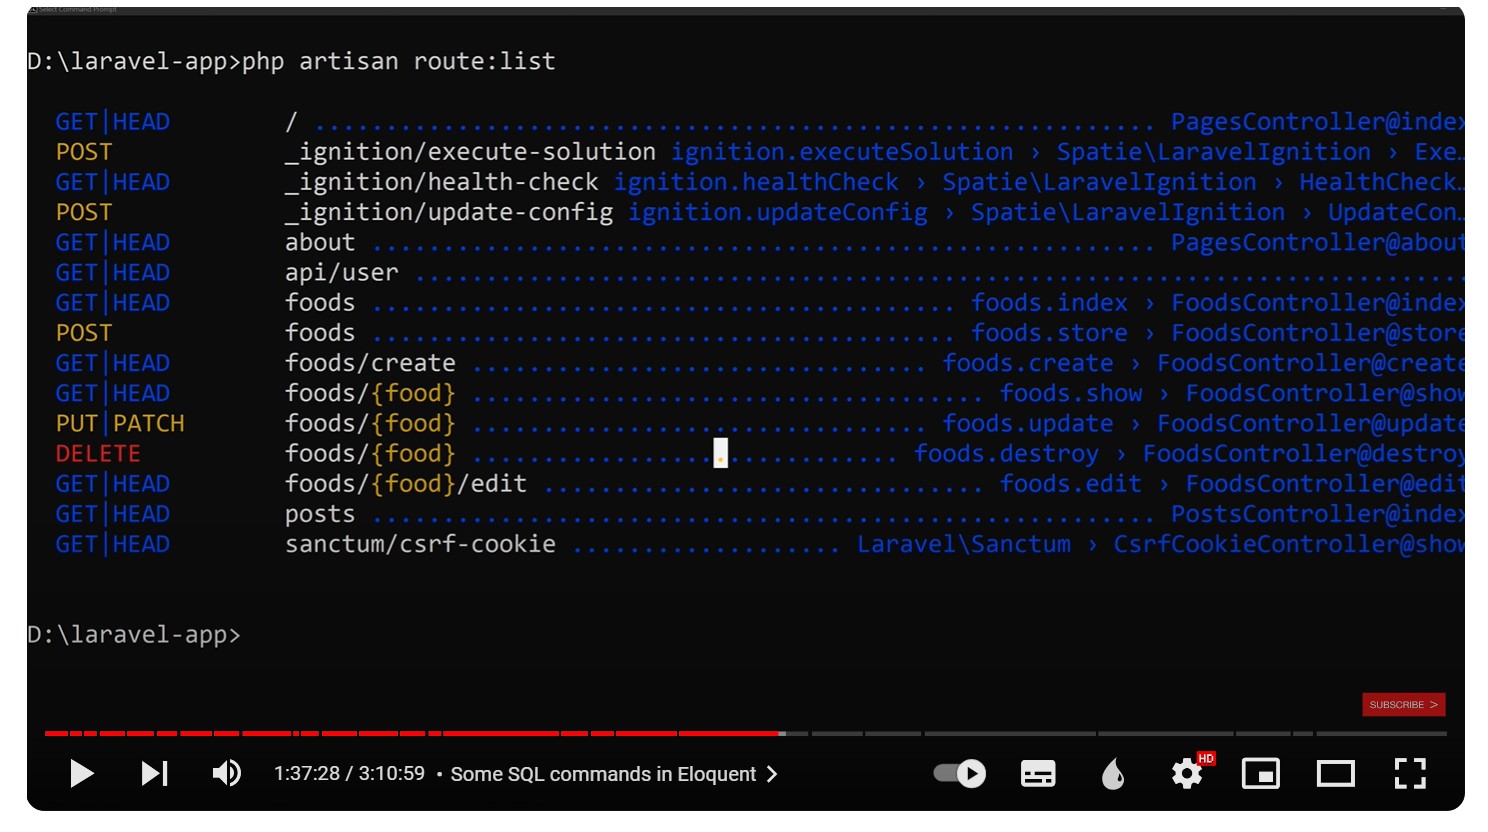 Select Command Prompt
D:\laravel-app>php artisan route:list
GET|HEAD / ........................................................... PagesController@index
POST _ignition/execute-solution ignition.executeSolution › Spatie\LaravelIgnition › Exe…
GET|HEAD _ignition/health-check ignition.healthCheck › Spatie\LaravelIgnition › HealthCheck…
POST _ignition/update-config ignition.updateConfig › Spatie\LaravelIgnition › UpdateCon…
GET|HEAD about ....................................................... PagesController@about
GET|HEAD api/user ..........................................................................
GET|HEAD foods ......................................... foods.index › FoodsController@index
POST foods ......................................... foods.store › FoodsController@store
GET|HEAD foods/create ................................ foods.create › FoodsController@create
GET|HEAD foods/{food} .................................... foods.show › FoodsController@show
PUT|PATCH foods/{food} ................................ foods.update › FoodsController@update
DELETE foods/{food} .............................. foods.destroy › FoodsController@destroy
GET|HEAD foods/{food}/edit ............................... foods.edit › FoodsController@edit
GET|HEAD posts ....................................................... PostsController@index
GET|HEAD sanctum/csrf-cookie ................... Laravel\Sanctum › CsrfCookieController@show
D:\laravel-app>
SUBSCRIBE >
1:37:28 / 3:10:59 • Some SQL commands in Eloquent >
HD